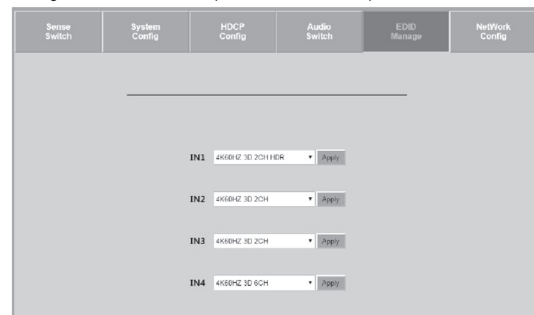 Sense Switch
System Config
HDCP Config
Audio Switch
EDID Manage
NetWork Config
IN1 4K60HZ 3D 2CH HDR Apply
IN2 4K60HZ 3D 2CH Apply
IN3 4K60HZ 3D 2CH Apply
IN4 4K60HZ 3D 6CH Apply